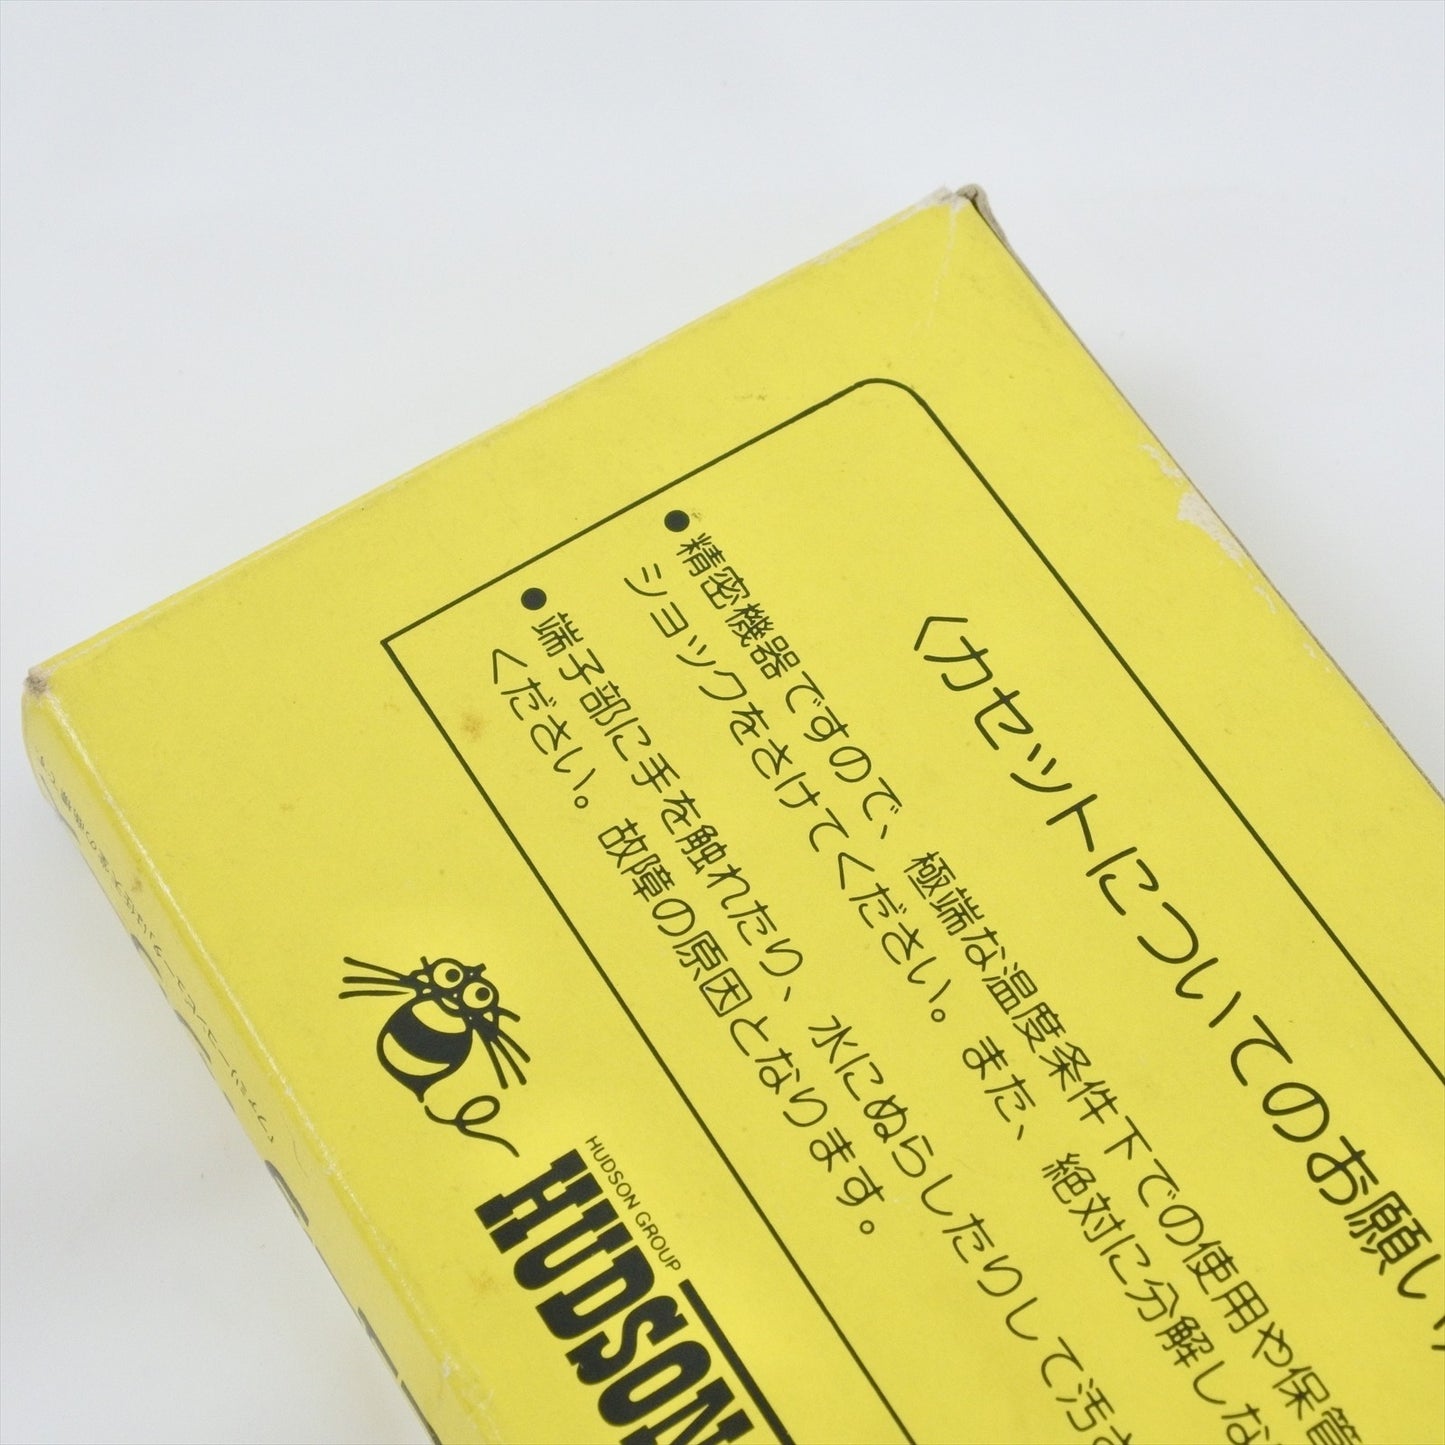 〈カセットについてのお願い
●精密機器ですので、極端な温度条件下での使用や保管
ショックをさけてください。また、絶対に分解しな
●端子部に手を触れたり、水にぬらしたりして汚さ
ください。故障の原因となります。
HUDSON GROUP
HUDSON